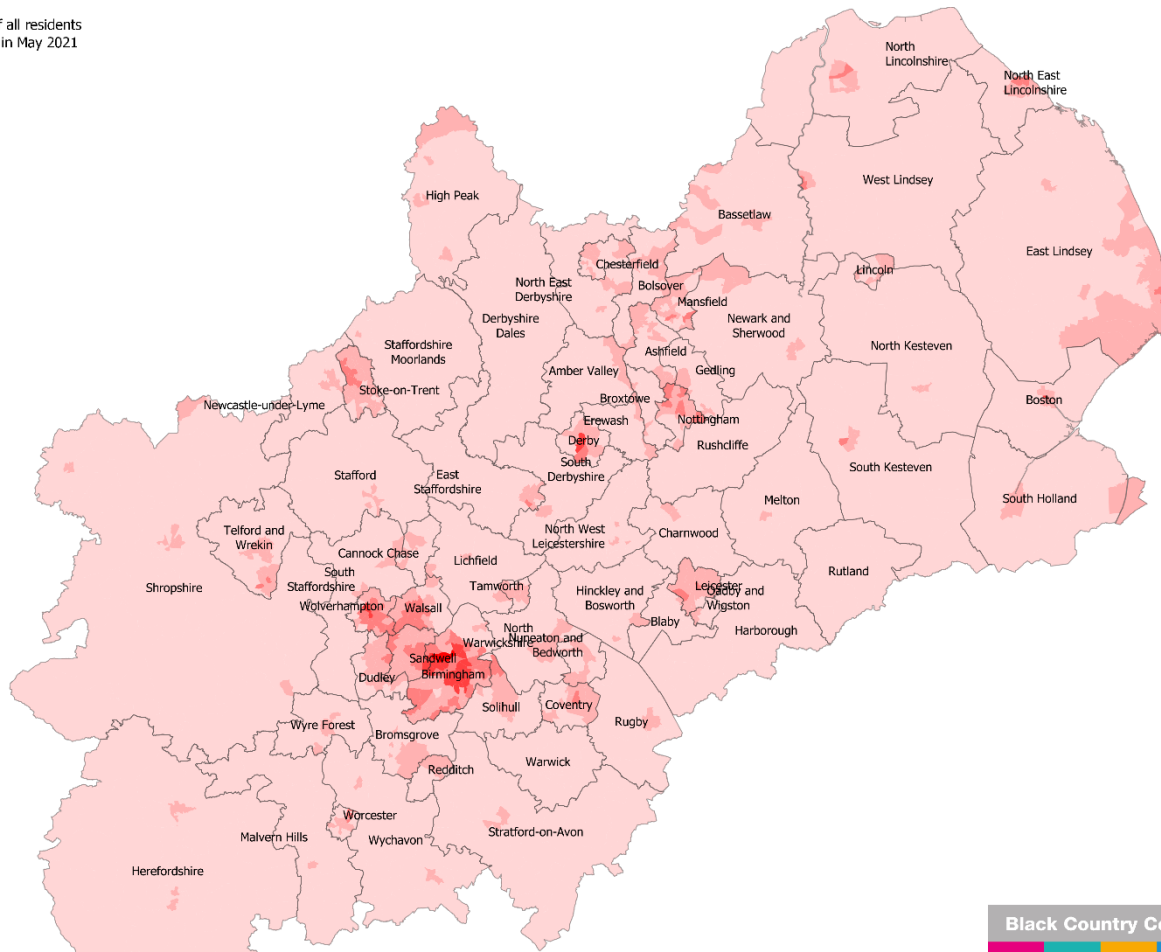 f all residents
in May 2021
North
Lincolnshire
North East
Lincolnshire
West Lindsey
High Peak
Bassetlaw
East Lindsey
Chesterfield
Lincoln
North East
Derbyshire
Bolsover
Mansfield
Derbyshire
Dales
Newark and
Sherwood
Staffordshire
Moorlands
North Kesteven
Ashfield
Amber Valley
Gedling
Stoke-on-Trent
Broxtowe
Boston
Newcastle-under-Lyme
Erewash
Nottingham
Derby
Rushcliffe
South
Derbyshire
South Kesteven
Stafford
East
Staffordshire
Melton
South Holland
Telford and
Wrekin
North West
Leicestershire
Charnwood
Cannock Chase
Lichfield
Rutland
South
Staffordshire
Shropshire
Tamworth
Hinckley and
Bosworth
Leicester
Oadby and
Wigston
Wolverhampton
Walsall
Blaby
North
Warwickshire
Harborough
Nuneaton and
Bedworth
Sandwell
Birmingham
Dudley
Solihull
Coventry
Rugby
Wyre Forest
Bromsgrove
Warwick
Redditch
Worcester
Stratford-on-Avon
Malvern Hills
Wychavon
Herefordshire
Black Country Co